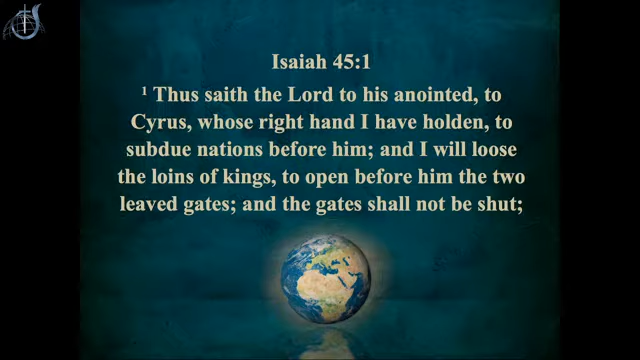 Isaiah 45:1
¹ Thus saith the Lord to his anointed, to
Cyrus, whose right hand I have holden, to
subdue nations before him; and I will loose
the loins of kings, to open before him the two
leaved gates; and the gates shall not be shut;